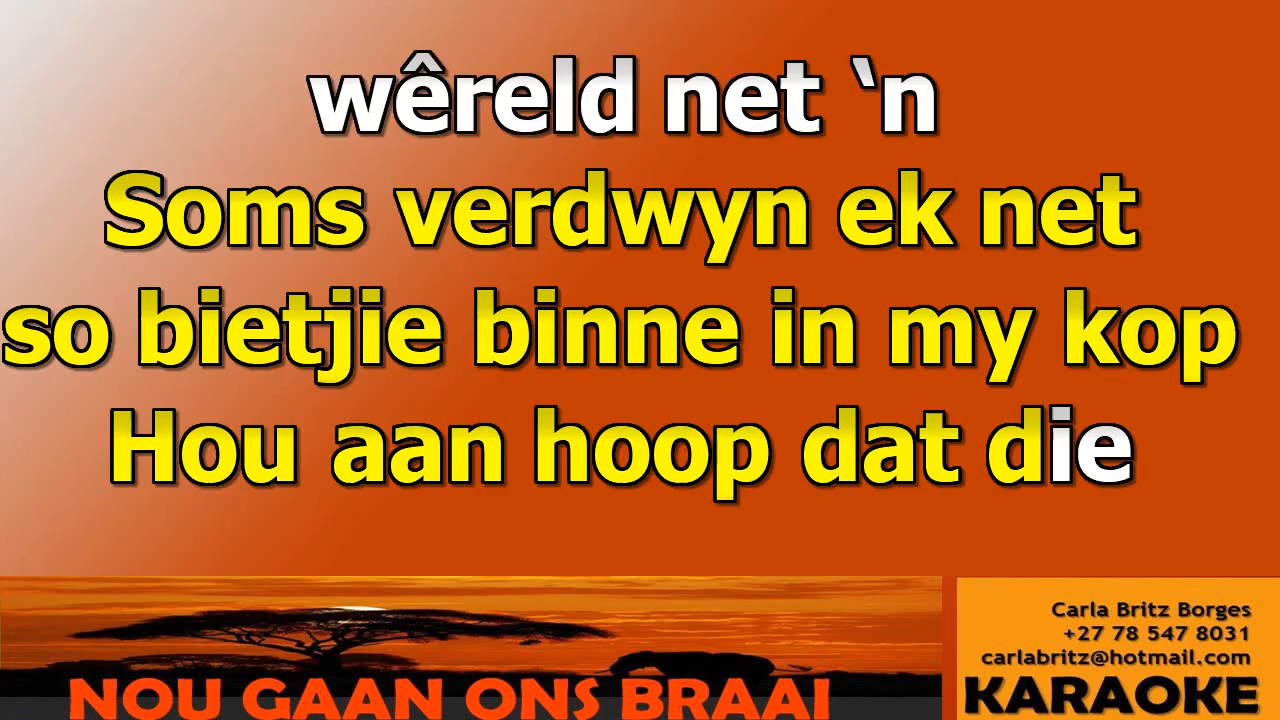 wêreld net ‘n
Soms verdwyn ek net
so bietjie binne in my kop
Hou aan hoop dat die
Carla Britz Borges
+27 78 547 8031
carlabritz@hotmail.com
NOU GAAN ONS BRAAI
KARAOKE